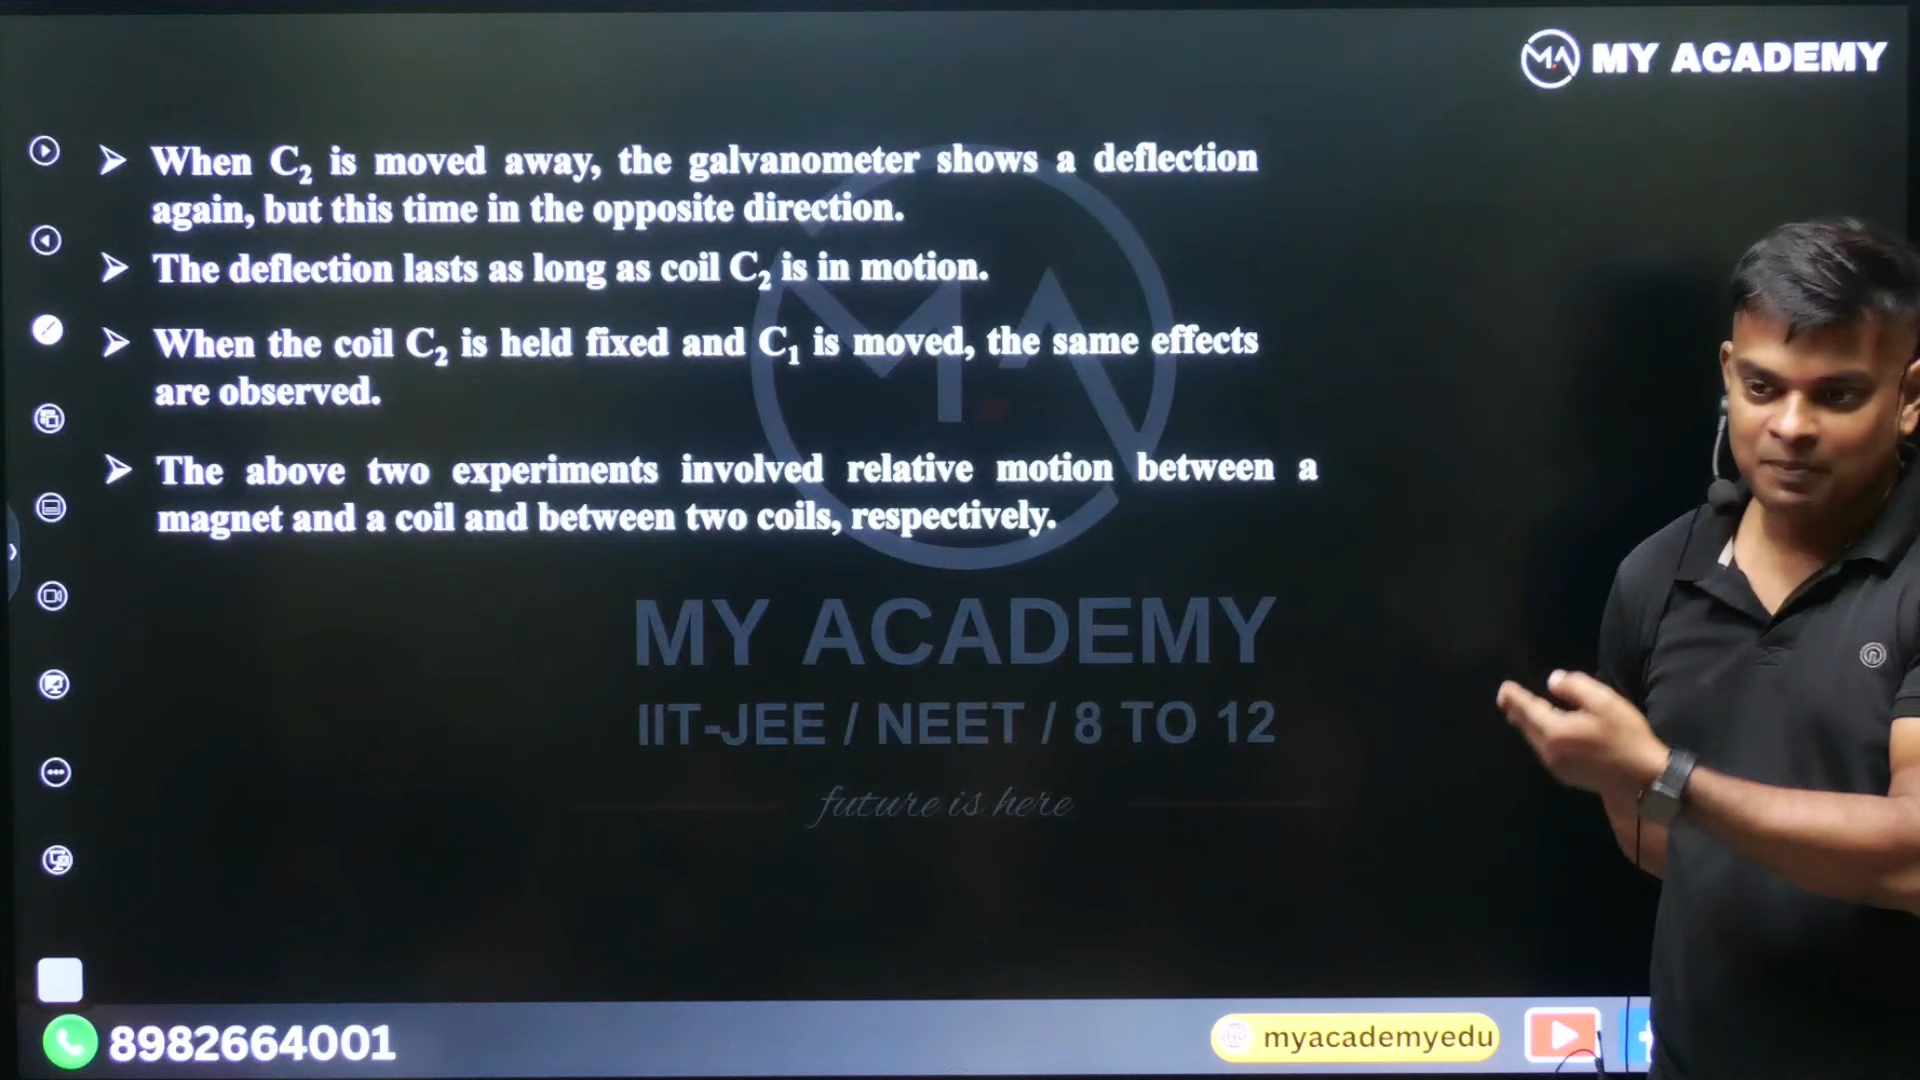 MY ACADEMY
When C₂ is moved away, the galvanometer shows a deflection
again, but this time in the opposite direction.
The deflection lasts as long as coil C₂ is in motion.
When the coil C₂ is held fixed and C₁ is moved, the same effects
are observed.
The above two experiments involved relative motion between a
magnet and a coil and between two coils, respectively.
MY ACADEMY
IIT-JEE / NEET / 8 TO 12
future is here
8982664001
myacademyedu